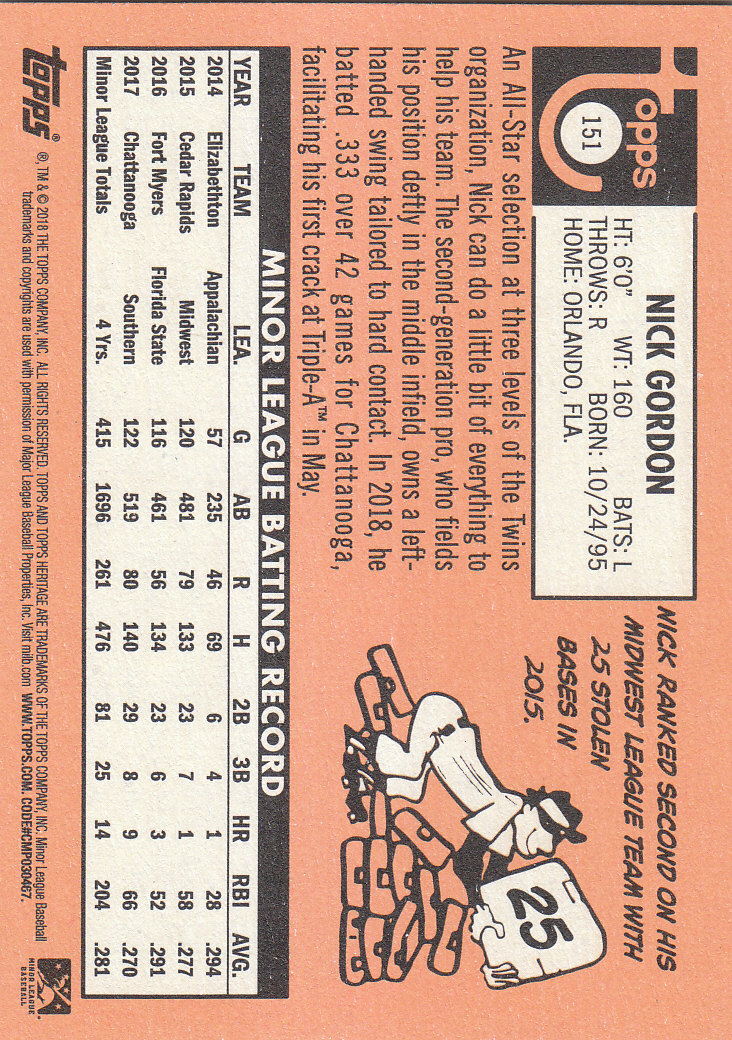 Topps
151
NICK GORDON
HT: 6'0" WT: 160 BATS: L
THROWS: R BORN: 10/24/95
HOME: ORLANDO, FLA.
An All-Star selection at three levels of the Twins
organization, Nick can do a little bit of everything to
help his team. The second-generation pro, who fields
his position deftly in the middle infield, owns a left-
handed swing tailored to hard contact. In 2018, he
batted .333 over 42 games for Chattanooga,
facilitating his first crack at Triple-A™ in May.
NICK RANKED SECOND ON HIS
MIDWEST LEAGUE TEAM WITH
25 STOLEN
BASES IN
2015.
25
MINOR LEAGUE BATTING RECORD
YEAR TEAM LEA. G AB R H 2B 3B HR RBI AVG.
2014 Elizabethton Appalachian 57 235 46 69 6 4 1 28 .294
2015 Cedar Rapids Midwest 120 481 79 133 23 7 1 58 .277
2016 Fort Myers Florida State 116 461 56 134 23 6 3 52 .291
2017 Chattanooga Southern 122 519 80 140 29 8 9 66 .270
Minor League Totals 4 Yrs. 415 1696 261 476 81 25 14 204 .281
topps®
®, TM & © 2018 THE TOPPS COMPANY, INC. ALL RIGHTS RESERVED. TOPPS AND TOPPS HERITAGE ARE TRADEMARKS OF THE TOPPS COMPANY, INC. Minor League Baseball
trademarks and copyrights are used with permission of Major League Baseball Properties, Inc. Visit milb.com WWW.TOPPS.COM. CODE#CMP039467.
MINOR LEAGUE
BASEBALL